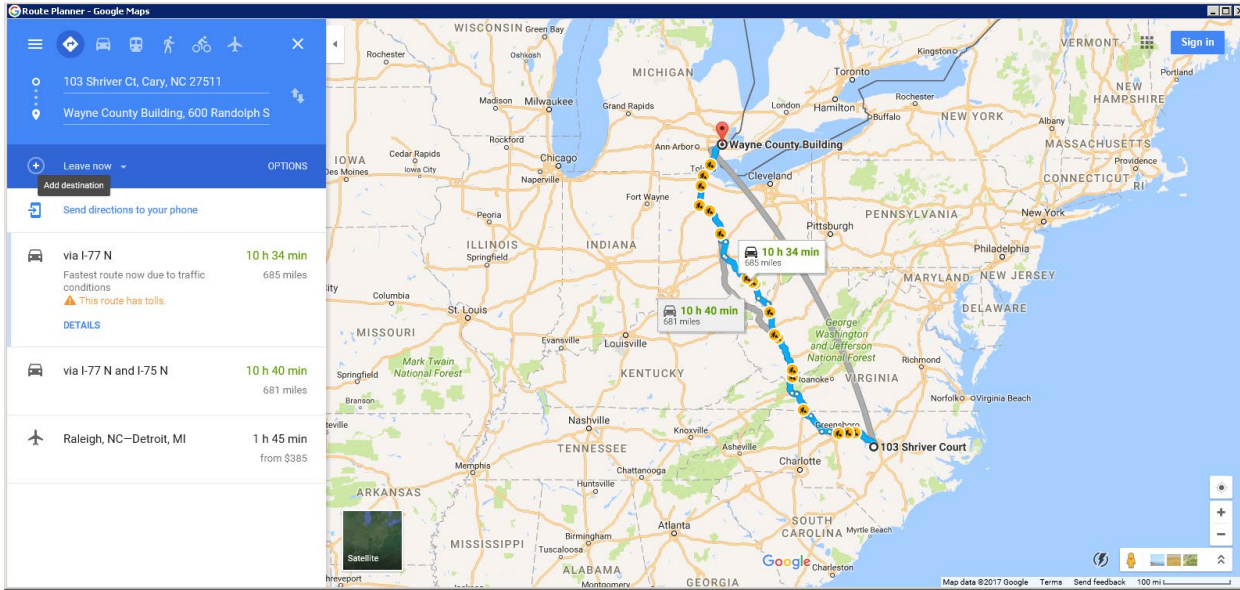 Route Planner - Google Maps
103 Shriver Ct, Cary, NC 27511
Wayne County Building, 600 Randolph S
Leave now
OPTIONS
Add destination
Send directions to your phone
via I-77 N
10 h 34 min
Fastest route now due to traffic
conditions
685 miles
This route has tolls.
DETAILS
via I-77 N and I-75 N
10 h 40 min
681 miles
Raleigh, NC—Detroit, MI
1 h 45 min
from $385
Satellite
Sign in
WISCONSIN
Green Bay
VERMONT
Rochester
Oshkosh
Kingston
MICHIGAN
Toronto
Portland
NEW
HAMPSHIRE
Madison
Milwaukee
Grand Rapids
London
Hamilton
Rochester
Buffalo
NEW YORK
Albany
Rockford
Ann Arbor
Wayne County Building
MASSACHUSETTS
IOWA
Cedar Rapids
Chicago
Providence
Des Moines
Iowa City
Naperville
Cleveland
CONNECTICUT
RI
Fort Wayne
New York
Peoria
PENNSYLVANIA
Pittsburgh
ILLINOIS
INDIANA
Springfield
10 h 34 min
685 miles
Philadelphia
MARYLAND
NEW JERSEY
Columbia
St. Louis
10 h 40 min
681 miles
DELAWARE
MISSOURI
Evansville
Louisville
George
Washington
and Jefferson
National Forest
Richmond
Mark Twain
National Forest
Springfield
KENTUCKY
VIRGINIA
Branson
Norfolk
Virginia Beach
Nashville
Knoxville
Greensboro
TENNESSEE
Asheville
103 Shriver Court
Charlotte
Memphis
Chattanooga
Huntsville
ARKANSAS
Atlanta
SOUTH
CAROLINA
Myrtle Beach
Birmingham
MISSISSIPPI
Tuscaloosa
Google
Charleston
ALABAMA
Montgomery
GEORGIA
Map data ©2017 Google
Terms
Send feedback
100 mi